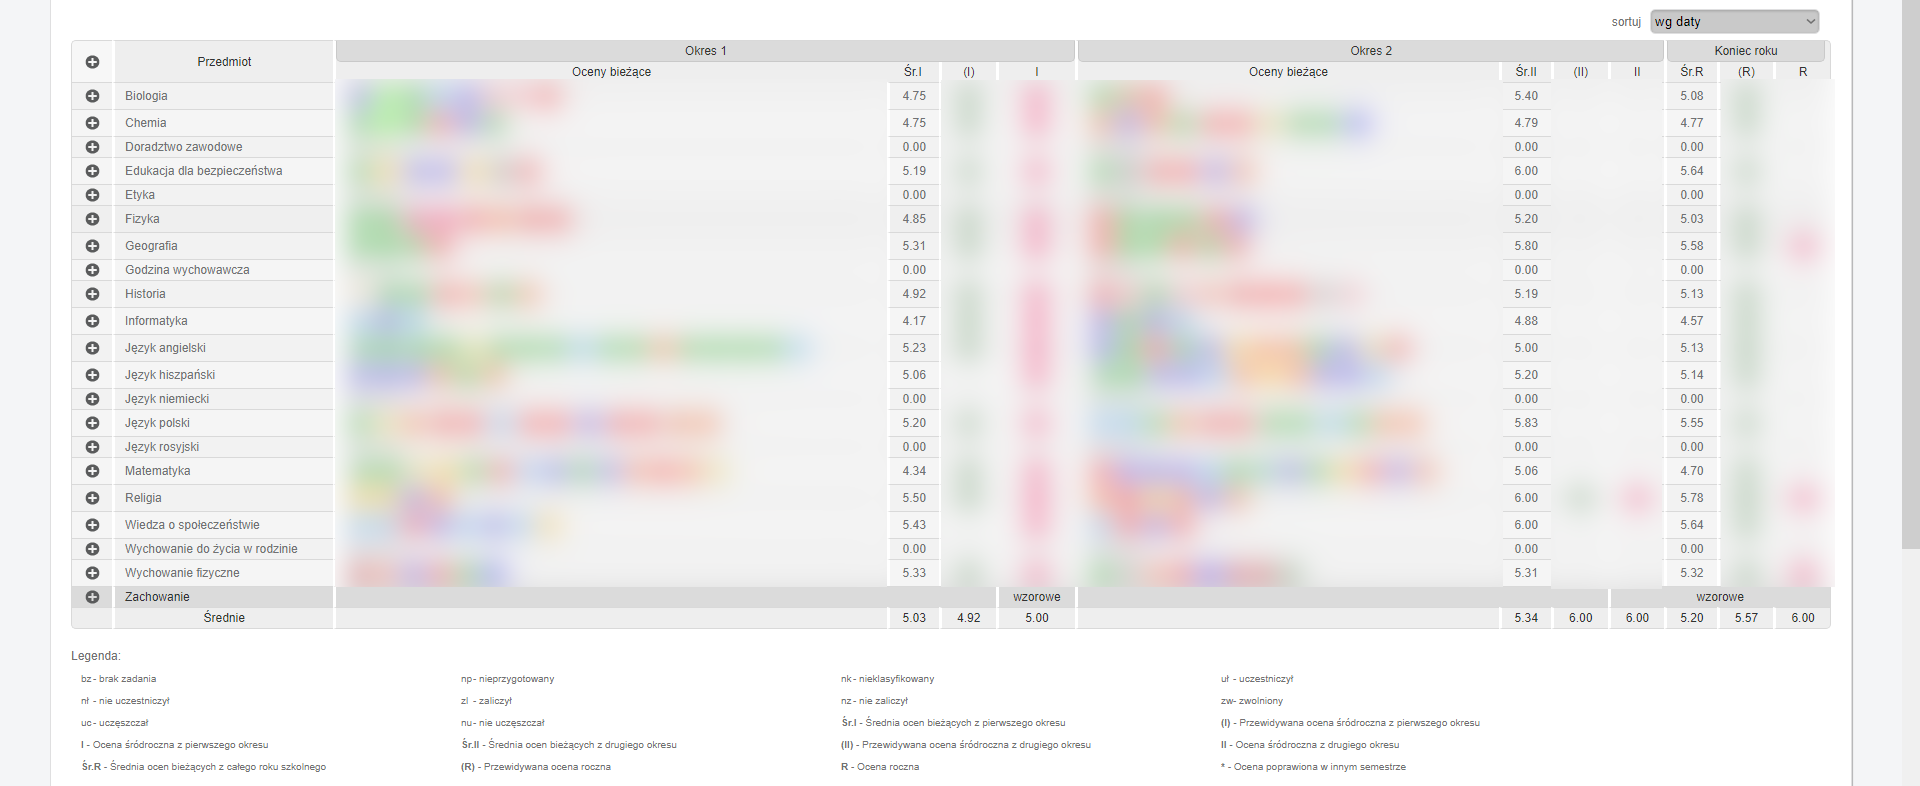 sortuj wg daty
Okres 1 Okres 2 Koniec roku
Przedmiot
Oceny bieżące Śr.I (I) I Oceny bieżące Śr.II (II) II Śr.R (R) R
Biologia 4.75 5.40 5.08
Chemia 4.75 4.79 4.77
Doradztwo zawodowe 0.00 0.00 0.00
Edukacja dla bezpieczeństwa 5.19 6.00 5.64
Etyka 0.00 0.00 0.00
Fizyka 4.85 5.20 5.03
Geografia 5.31 5.80 5.58
Godzina wychowawcza 0.00 0.00 0.00
Historia 4.92 5.19 5.13
Informatyka 4.17 4.88 4.57
Język angielski 5.23 5.00 5.13
Język hiszpański 5.06 5.20 5.14
Język niemiecki 0.00 0.00 0.00
Język polski 5.20 5.83 5.55
Język rosyjski 0.00 0.00 0.00
Matematyka 4.34 5.06 4.70
Religia 5.50 6.00 5.78
Wiedza o społeczeństwie 5.43 6.00 5.64
Wychowanie do życia w rodzinie 0.00 0.00 0.00
Wychowanie fizyczne 5.33 5.31 5.32
Zachowanie wzorowe wzorowe
Średnie 5.03 4.92 5.00 5.34 6.00 6.00 5.20 5.57 6.00
Legenda:
bz - brak zadania np - nieprzygotowany nk - nieklasyfikowany uł - uczestniczył
nł - nie uczestniczył zl - zaliczył nz - nie zaliczył zw- zwolniony
uc - uczęszczał nu - nie uczęszczał Śr.I - Średnia ocen bieżących z pierwszego okresu (I) - Przewidywana ocena śródroczna z pierwszego okresu
I - Ocena śródroczna z pierwszego okresu Śr.II - Średnia ocen bieżących z drugiego okresu (II) - Przewidywana ocena śródroczna z drugiego okresu II - Ocena śródroczna z drugiego okresu
Śr.R - Średnia ocen bieżących z całego roku szkolnego (R) - Przewidywana ocena roczna R - Ocena roczna * - Ocena poprawiona w innym semestrze